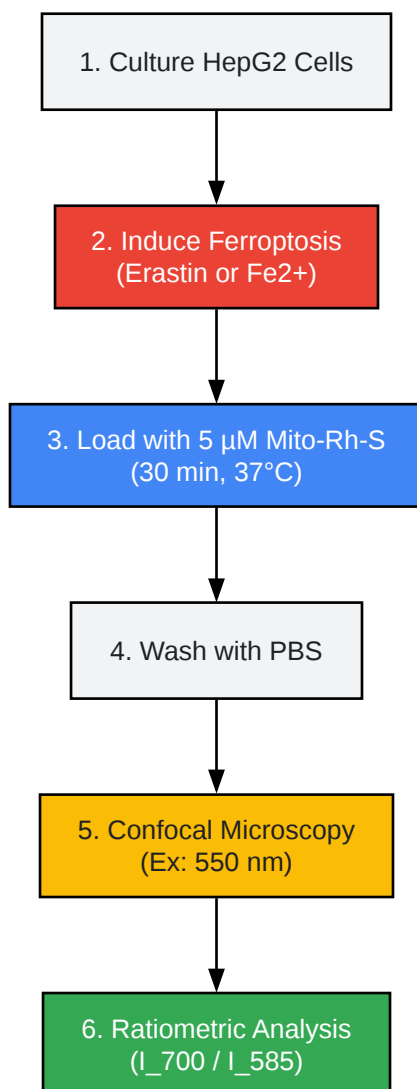 1. Culture HepG2 Cells
2. Induce Ferroptosis
(Erastin or Fe2+)
3. Load with 5 µM Mito-Rh-S
(30 min, 37°C)
4. Wash with PBS
5. Confocal Microscopy
(Ex: 550 nm)
6. Ratiometric Analysis
(I_700 / I_585)